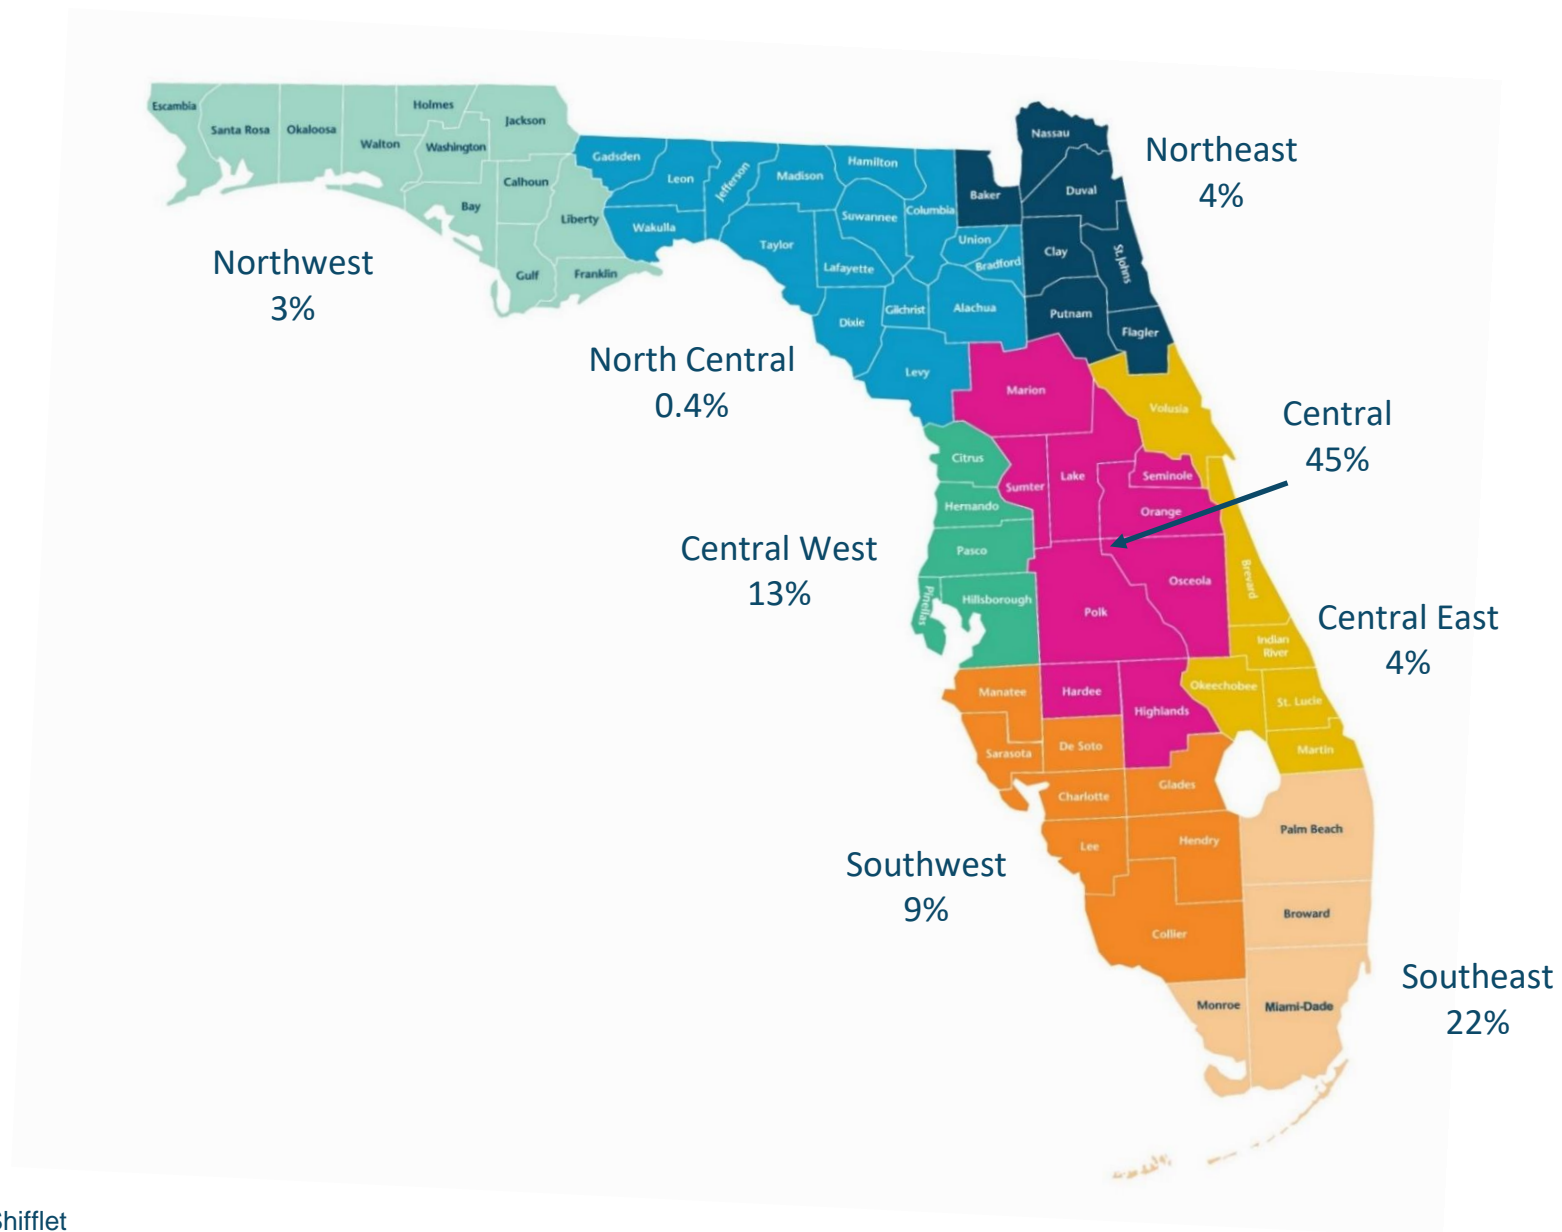 Escambia
Santa Rosa
Okaloosa
Walton
Holmes
Washington
Jackson
Calhoun
Bay
Liberty
Gulf
Franklin
Northwest
3%
Gadsden
Leon
Jefferson
Madison
Hamilton
Wakulla
Taylor
Suwannee
Columbia
Lafayette
Union
Bradford
Dixie
Gilchrist
Alachua
Levy
North Central
0.4%
Baker
Nassau
Duval
Clay
St.Johns
Putnam
Flagler
Northeast
4%
Marion
Sumter
Lake
Seminole
Orange
Osceola
Polk
Hardee
Highlands
Central
45%
Citrus
Hernando
Pasco
Pinellas
Hillsborough
Central West
13%
Volusia
Brevard
Indian
River
Okeechobee
St. Lucie
Martin
Central East
4%
Manatee
Sarasota
De Soto
Charlotte
Glades
Lee
Hendry
Collier
Southwest
9%
Palm Beach
Broward
Monroe
Miami-Dade
Southeast
22%
Shifflet